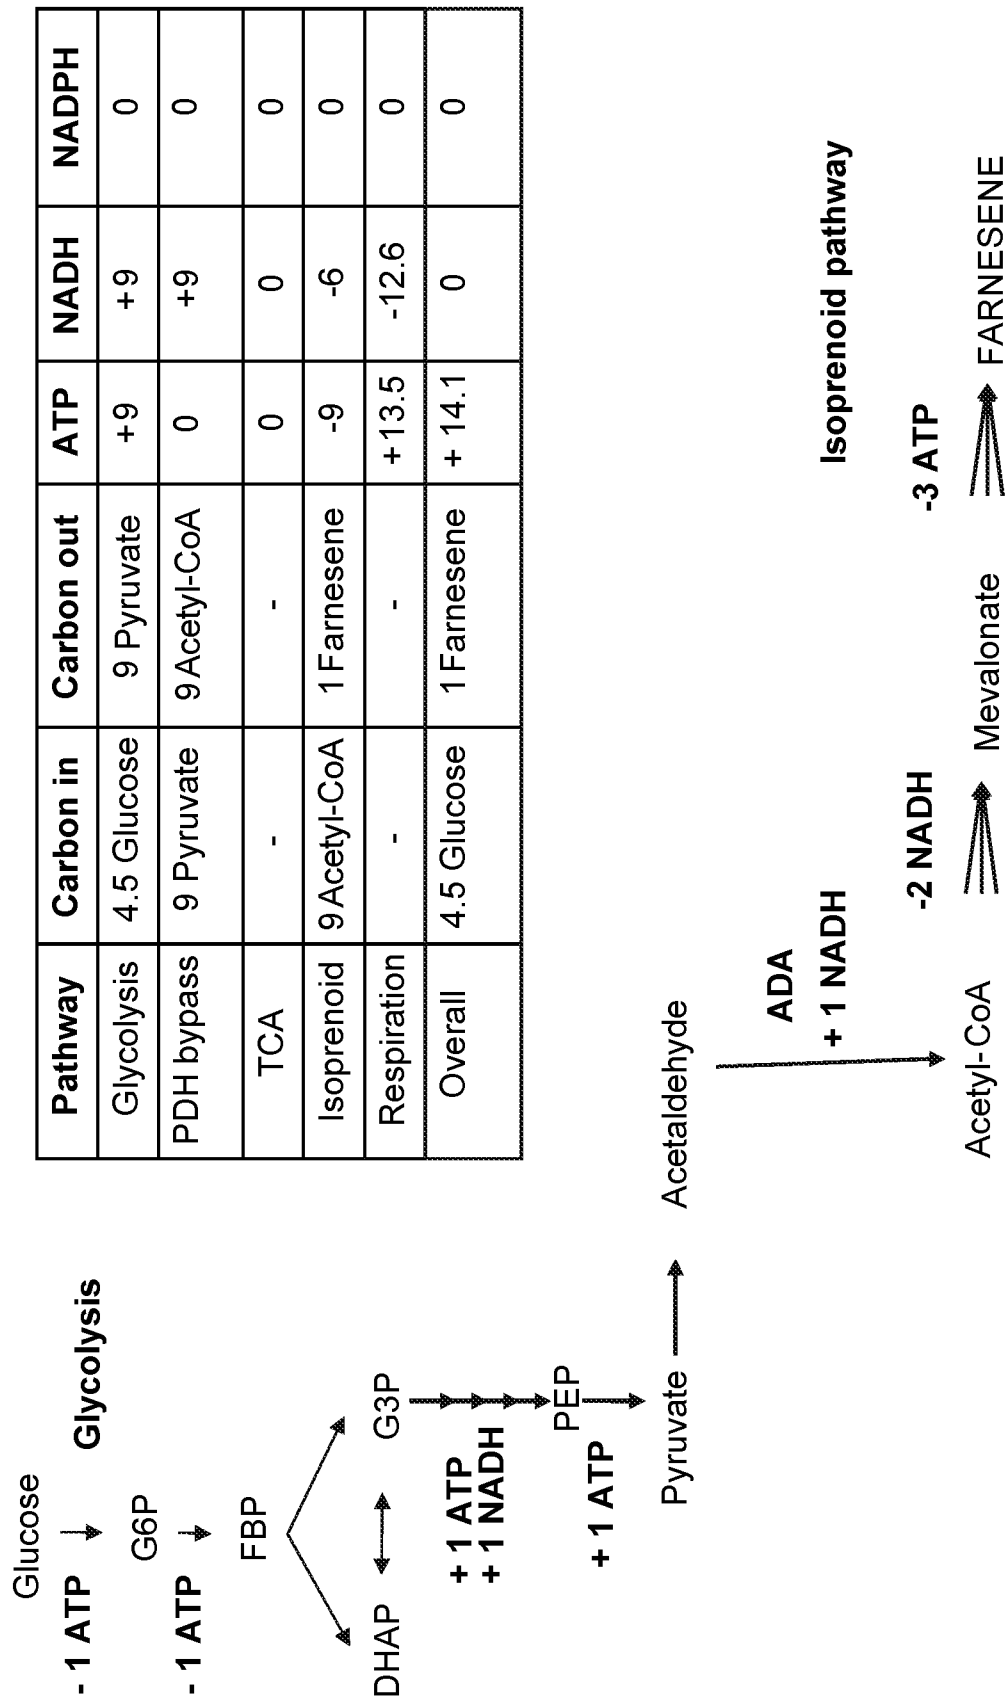 Glucose
- 1 ATP
Glycolysis
G6P
- 1 ATP
FBP
DHAP
G3P
+ 1 ATP
+ 1 NADH
PEP
+ 1 ATP
Pyruvate
Acetaldehyde
ADA
+ 1 NADH
Acetyl-CoA
-2 NADH
Mevalonate
-3 ATP
FARNESENE
Isoprenoid pathway
Pathway Carbon in Carbon out ATP NADH NADPH
Glycolysis 4.5 Glucose 9 Pyruvate +9 +9 0
PDH bypass 9 Pyruvate 9 Acetyl-CoA 0 +9 0
TCA - - 0 0 0
Isoprenoid 9 Acetyl-CoA 1 Farnesene -9 -6 0
Respiration - - +13.5 -12.6 0
Overall 4.5 Glucose 1 Farnesene + 14.1 0 0